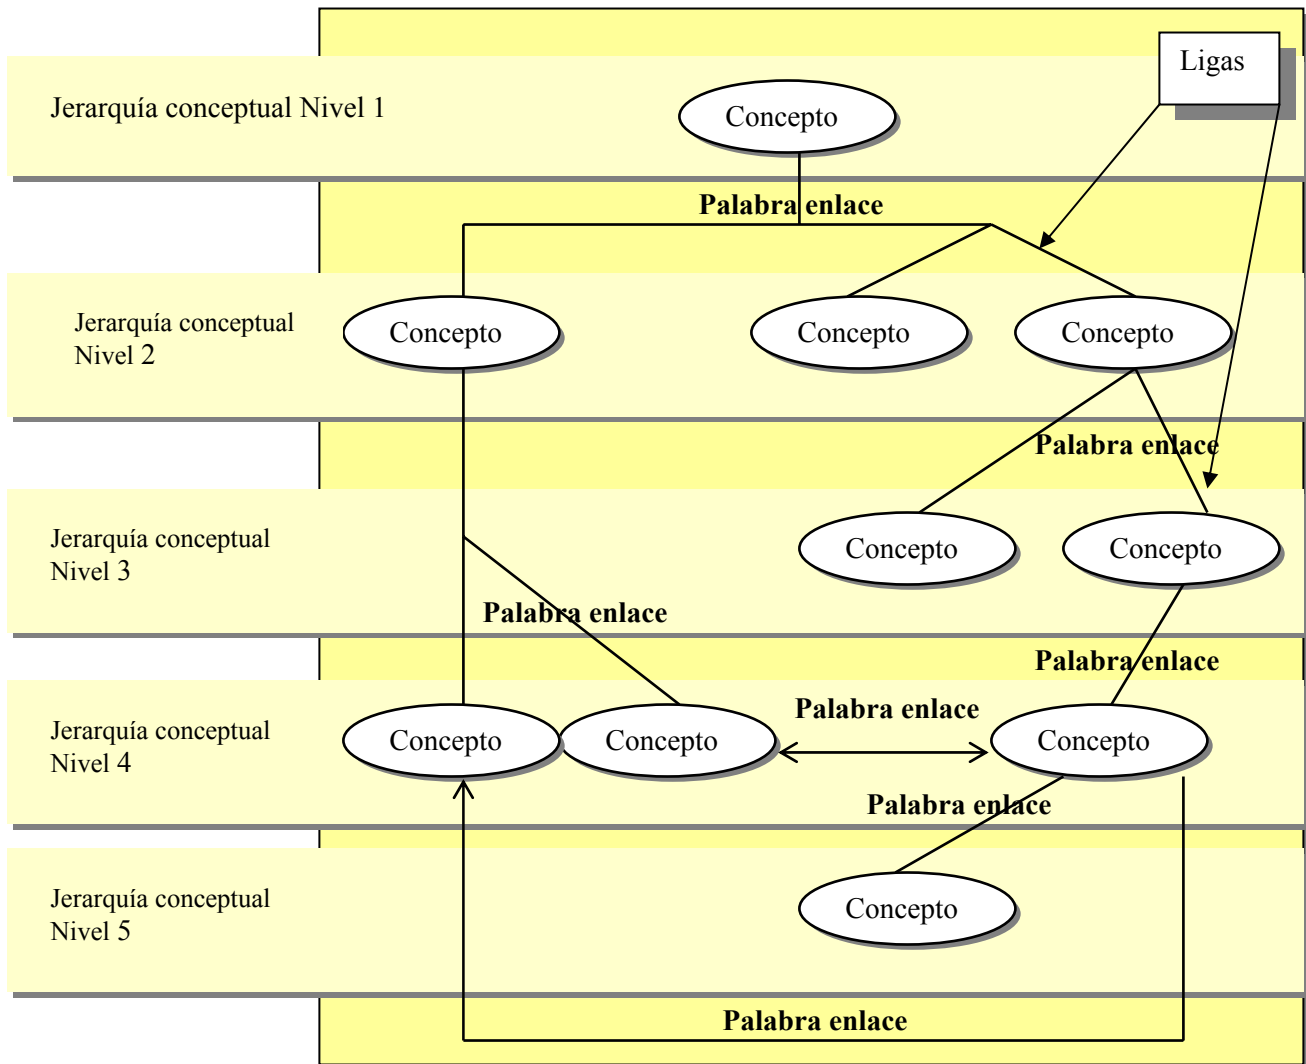 Ligas
Jerarquía conceptual Nivel 1
Concepto
Palabra enlace
Jerarquía conceptual
Nivel 2
Concepto
Concepto
Concepto
Palabra enlace
Jerarquía conceptual
Nivel 3
Concepto
Concepto
Palabra enlace
Palabra enlace
Jerarquía conceptual
Nivel 4
Concepto
Concepto
Palabra enlace
Concepto
Palabra enlace
Jerarquía conceptual
Nivel 5
Concepto
Palabra enlace